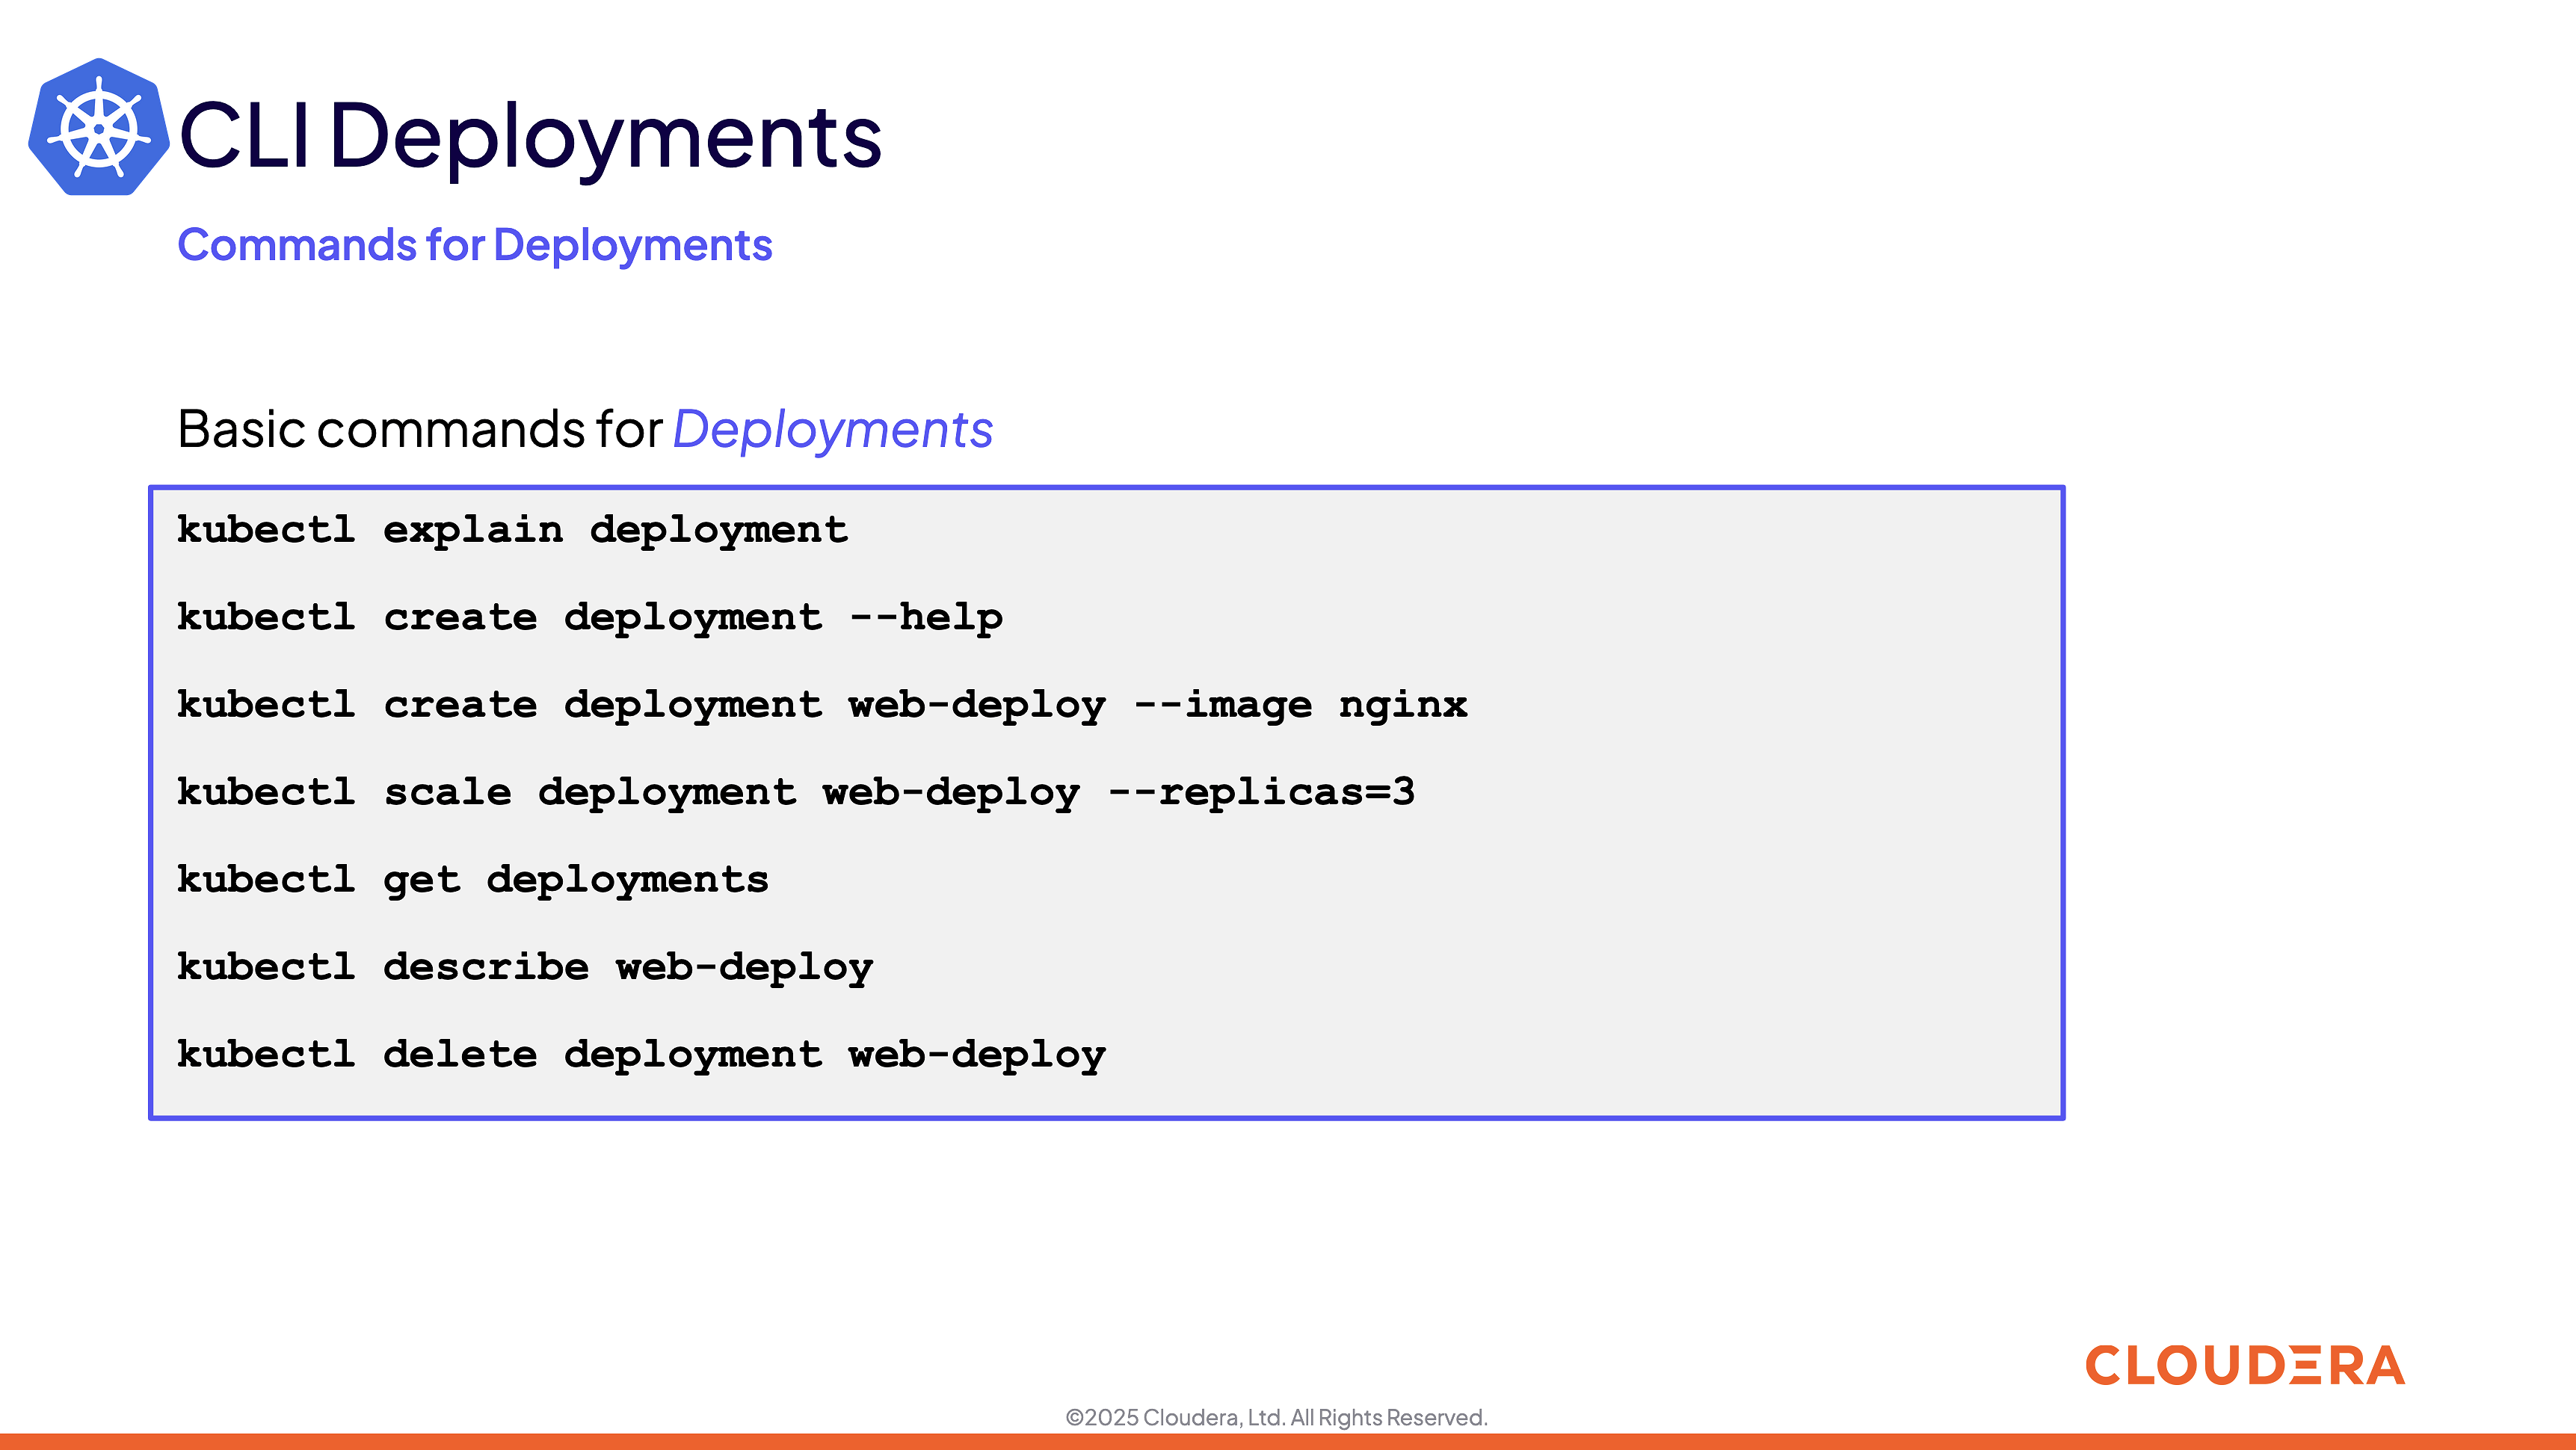 CLI Deployments
Commands for Deployments
Basic commands for Deployments
kubectl explain deployment
kubectl create deployment --help
kubectl create deployment web-deploy --image nginx
kubectl scale deployment web-deploy --replicas=3
kubectl get deployments
kubectl describe web-deploy
kubectl delete deployment web-deploy
CLOUDERA
©2025 Cloudera, Ltd. All Rights Reserved.